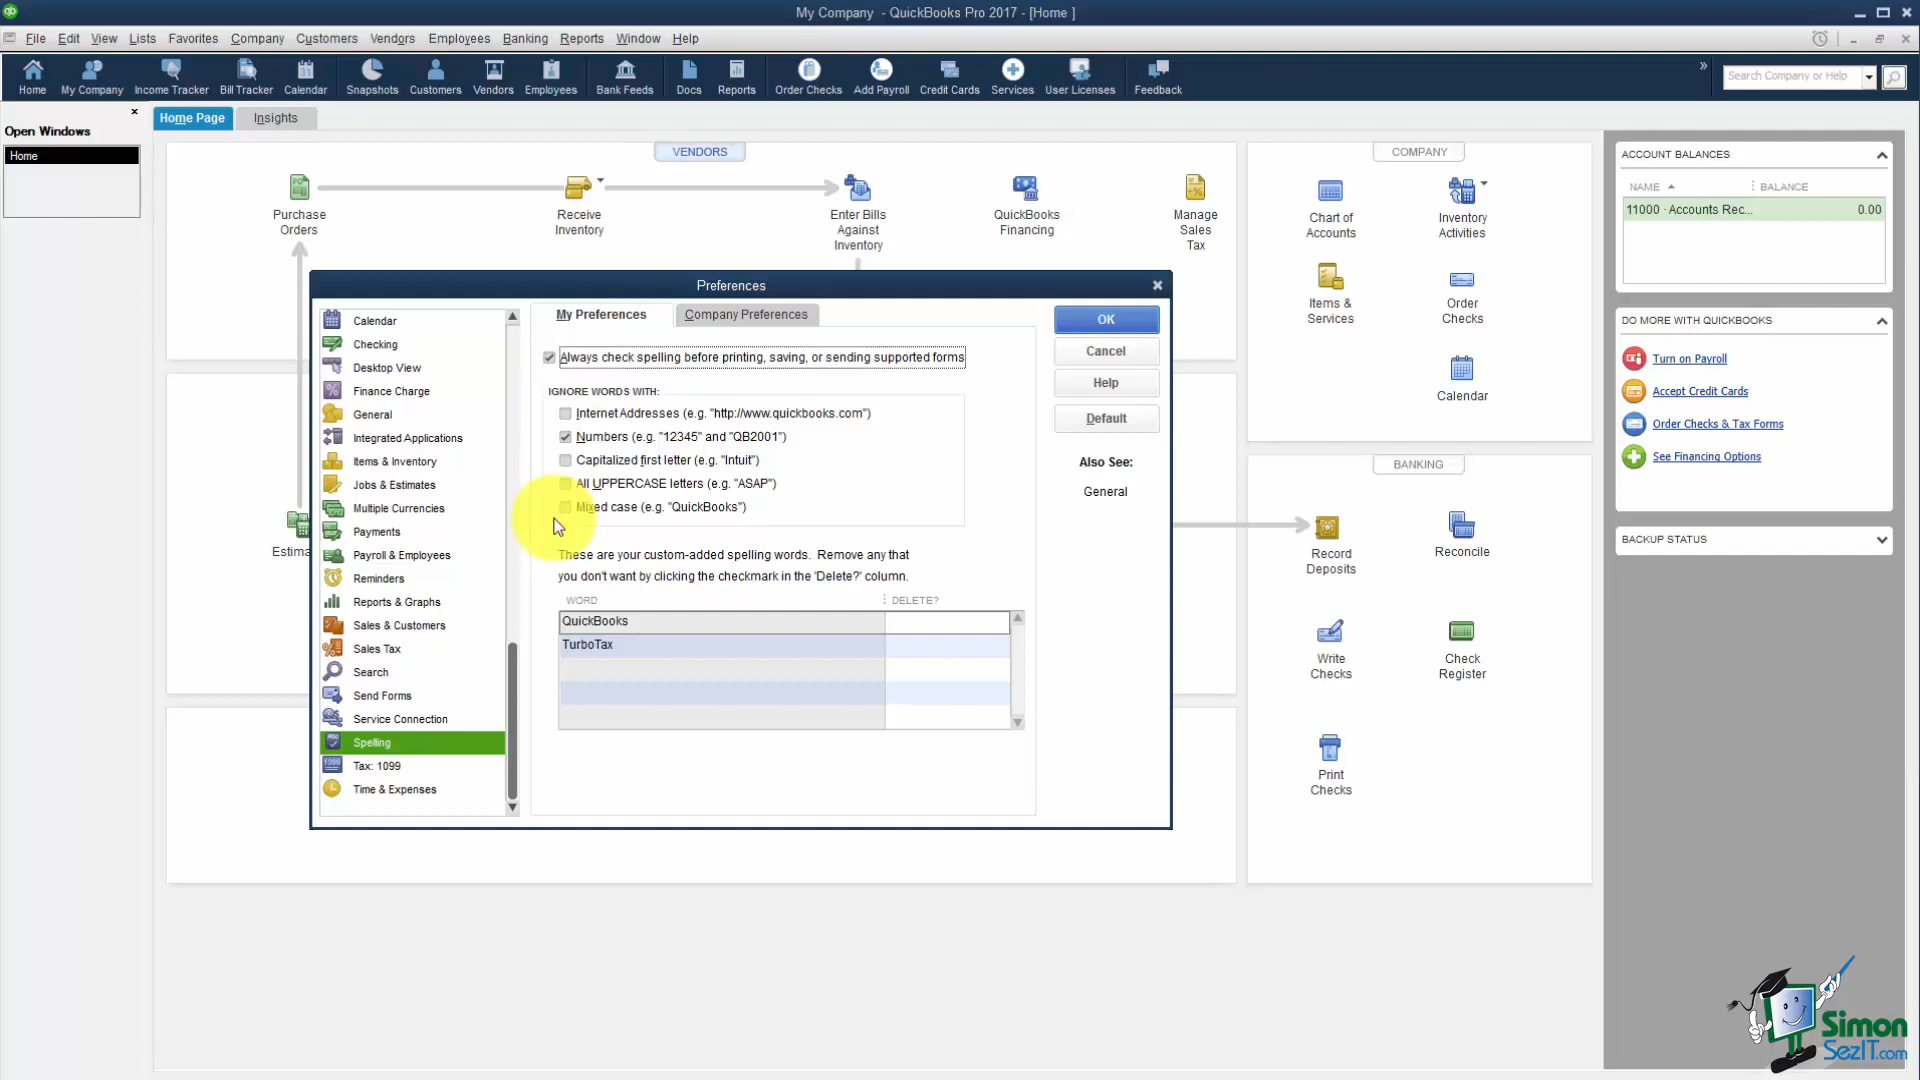 My Company - QuickBooks Pro 2017 - [Home ]
File Edit View Lists Favorites Company Customers Vendors Employees Banking Reports Window Help
Home My Company Income Tracker Bill Tracker Calendar Snapshots Customers Vendors Employees Bank Feeds Docs Reports Order Checks Add Payroll Credit Cards Services User Licenses Feedback
Search Company or Help
Open Windows
Home
Home Page Insights
VENDORS
Purchase
Orders
Receive
Inventory
Enter Bills
Against
Inventory
QuickBooks
Financing
Manage
Sales
Tax
Estima
COMPANY
Chart of
Accounts
Inventory
Activities
Items &
Services
Order
Checks
Calendar
BANKING
Record
Deposits
Reconcile
Write
Checks
Check
Register
Print
Checks
Preferences
Calendar
Checking
Desktop View
Finance Charge
General
Integrated Applications
Items & Inventory
Jobs & Estimates
Multiple Currencies
Payments
Payroll & Employees
Reminders
Reports & Graphs
Sales & Customers
Sales Tax
Search
Send Forms
Service Connection
Spelling
Tax: 1099
Time & Expenses
My Preferences Company Preferences
Always check spelling before printing, saving, or sending supported forms
IGNORE WORDS WITH:
Internet Addresses (e.g. "http://www.quickbooks.com")
Numbers (e.g. "12345" and "QB2001")
Capitalized first letter (e.g. "Intuit")
All UPPERCASE letters (e.g. "ASAP")
Mixed case (e.g. "QuickBooks")
These are your custom-added spelling words. Remove any that
you don't want by clicking the checkmark in the 'Delete?' column.
WORD DELETE?
QuickBooks
TurboTax
OK
Cancel
Help
Default
Also See:
General
ACCOUNT BALANCES
NAME BALANCE
11000 · Accounts Rec... 0.00
DO MORE WITH QUICKBOOKS
Turn on Payroll
Accept Credit Cards
Order Checks & Tax Forms
See Financing Options
BACKUP STATUS
Simon
SezIT.com